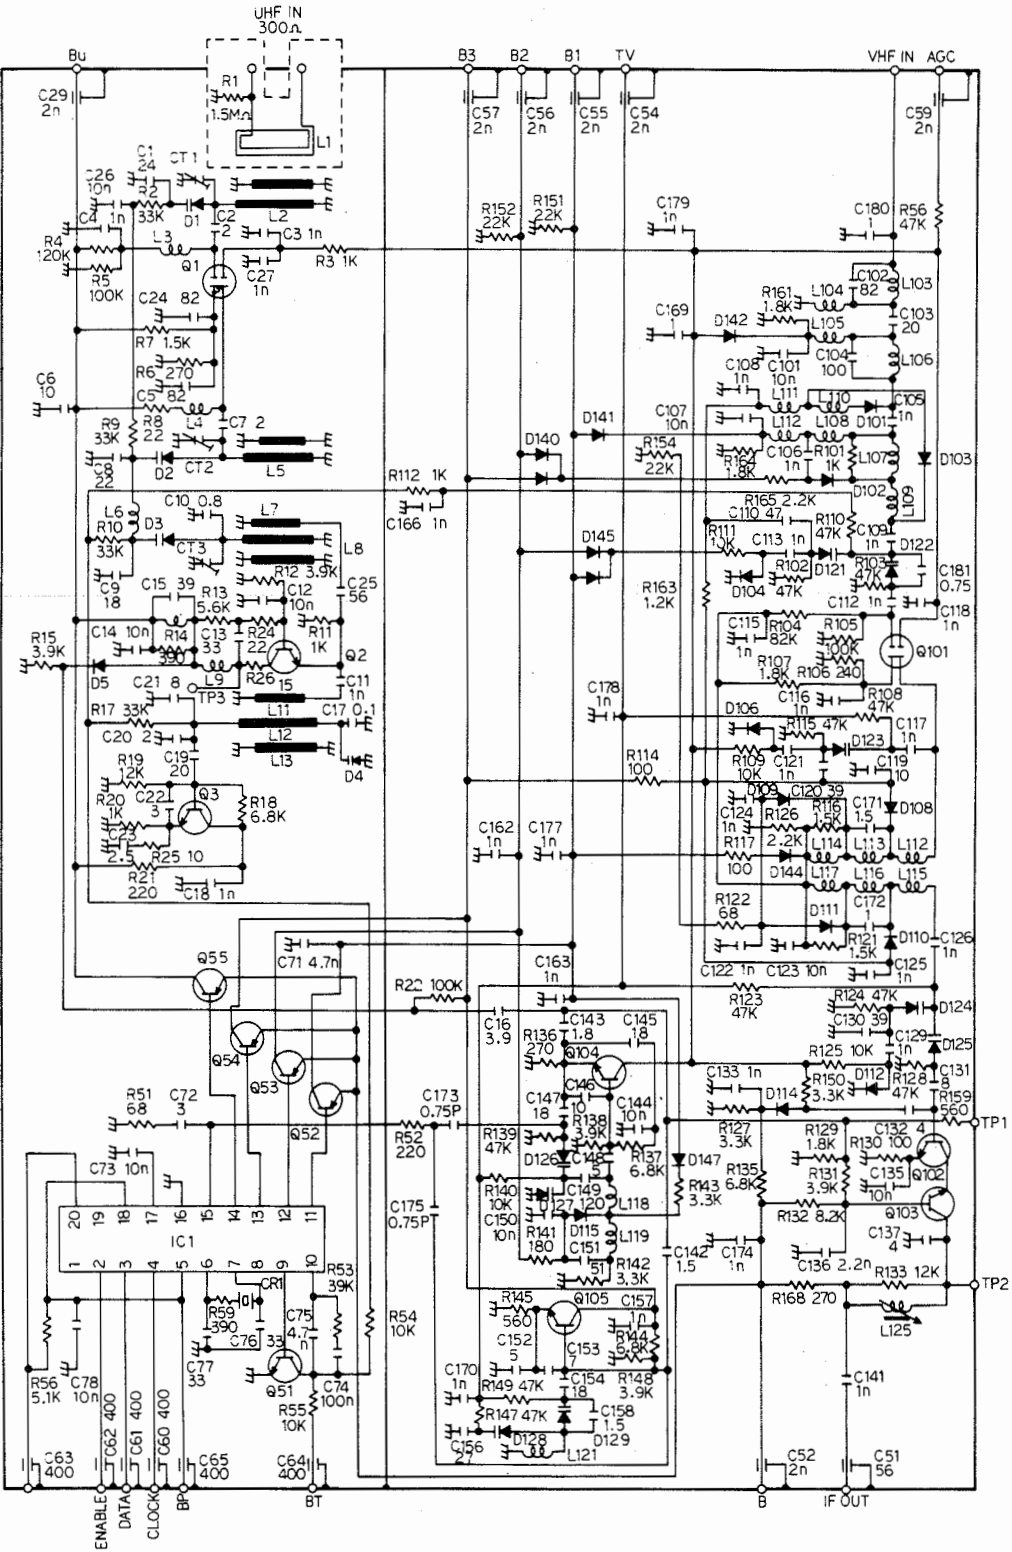 UHF IN
300Ω
Bu
B3
B2
B1
TV
VHF IN
AGC
R1
1.5MΩ
L1
C29
2n
C57
2n
C56
2n
C55
2n
C54
2n
C59
2n
C1
24
CT 1
C26
10n
R2
33K
D1
C2
2
L2
C4
1n
R4
120K
L3
C3 1n
R5
100K
Q1
C27
1n
R3 1K
R152
22K
R151
22K
C179
1n
C180
1
R56
47K
C24
82
R7 1.5K
R6
270
C5
82
C6
10
R8
22
L4
C7 2
R9
33K
C8
22
D2
CT2
L5
R161
1.8K
L104
C102
82
L103
C103
20
C169
1
D142
L105
C101
10n
C104
100
L106
C108
1n
L111
L110
C105
1n
D101
C107
10n
L112
L108
D141
D140
R154
22K
R164
1.8K
C106
1n
R101
1K
L107
D103
D102
L109
R165 2.2K
R112 1K
C166 1n
C10 0.8
L7
L6
R10
33K
D3
CT3
L8
C9
18
R12 3.9K
C12
10n
C25
56
C15
39
R13
5.6K
C13
33
R24
22
R11
1K
C14
10n
R14
390
R15
3.9K
D5
L9
R26
15
Q2
TP3
C11
1n
C21
8
R17
33K
L11
C17
0.1
C20
2
L12
L13
D4
C19
20
R19
12K
Q3
R20
1K
C22
3
R18
6.8K
C23
2.5
R25 10
R21
220
C18 1n
D145
C110 47
R110
47K
C109
1n
R111
10K
C113 1n
D122
D104
R102
47K
D121
R103
47K
C181
0.75
R163
1.2K
C112
1n
C118
1n
C115
1n
R104
82K
R105
100K
Q101
R107
1.8K
R106 240
C116
1n
R108
47K
C178
1n
D106
R115 47K
C117
1n
D123
R109
10K
C121
1n
C119
10
R114
100
D109
C120 39
C124
1n
R126
2.2K
R116
1.5K
C171
1.5
D108
R117
100
D144
L114
L113
L112
C162
1n
C177
1n
L117
L116
L115
R122
68
D111
C172
1
C122 1n
C123 10n
R121
1.5K
D110
C126
1n
C125
1n
C71 4.7n
C163
1n
Q55
R22 100K
C16
3.9
Q54
Q53
Q52
R123
47K
R124 47K
D124
C130 39
C129
1n
D125
C143
1.8
C145
18
R136
270
Q104
R125 10K
C133 1n
D112
R128
47K
C131
8
C146
10
D114
R150
3.3K
R159
560
TP1
R51
68
C72
3
C173
0.75P
C147
18
R138
3.9K
C144
10n
R52
220
R139
47K
R127
3.3K
R129
1.8K
C132
4
R130
100
Q102
C73
10n
D126
C148
5
R137
6.8K
D147
R135
6.8K
R131
3.9K
C135
10n
Q103
C175
0.75P
R140
10K
C149
120
D127
L118
R143
3.3K
R132 8.2K
C150
10n
D115
C137
4
R141
180
C151
51
L119
C142
1.5
C174
1n
C136
2.2n
R142
3.3K
R133 12K
TP2
R168 270
L125
20
19
18
17
16
15
14
13
12
11
IC1
1
2
3
4
5
6
7
8
9
10
CR1
R53
39K
R59
390
C75
4.7n
R54
10K
C76
33
C77
33
Q51
C74
100n
R56
5.1K
C78
10n
R55
10K
R145
560
Q105
C157
1n
R144
6.8K
C152
5
C153
7
R148
3.9K
C170
1n
R149 47K
C154
18
R147 47K
C158
1.5
C156
27
D128
D129
L121
C141
1n
C63
400
C62 400
C61 400
C60 400
C65
400
C64
400
C52
2n
C51
56
ENABLE
DATA
CLOCK
BP
BT
B
IF OUT